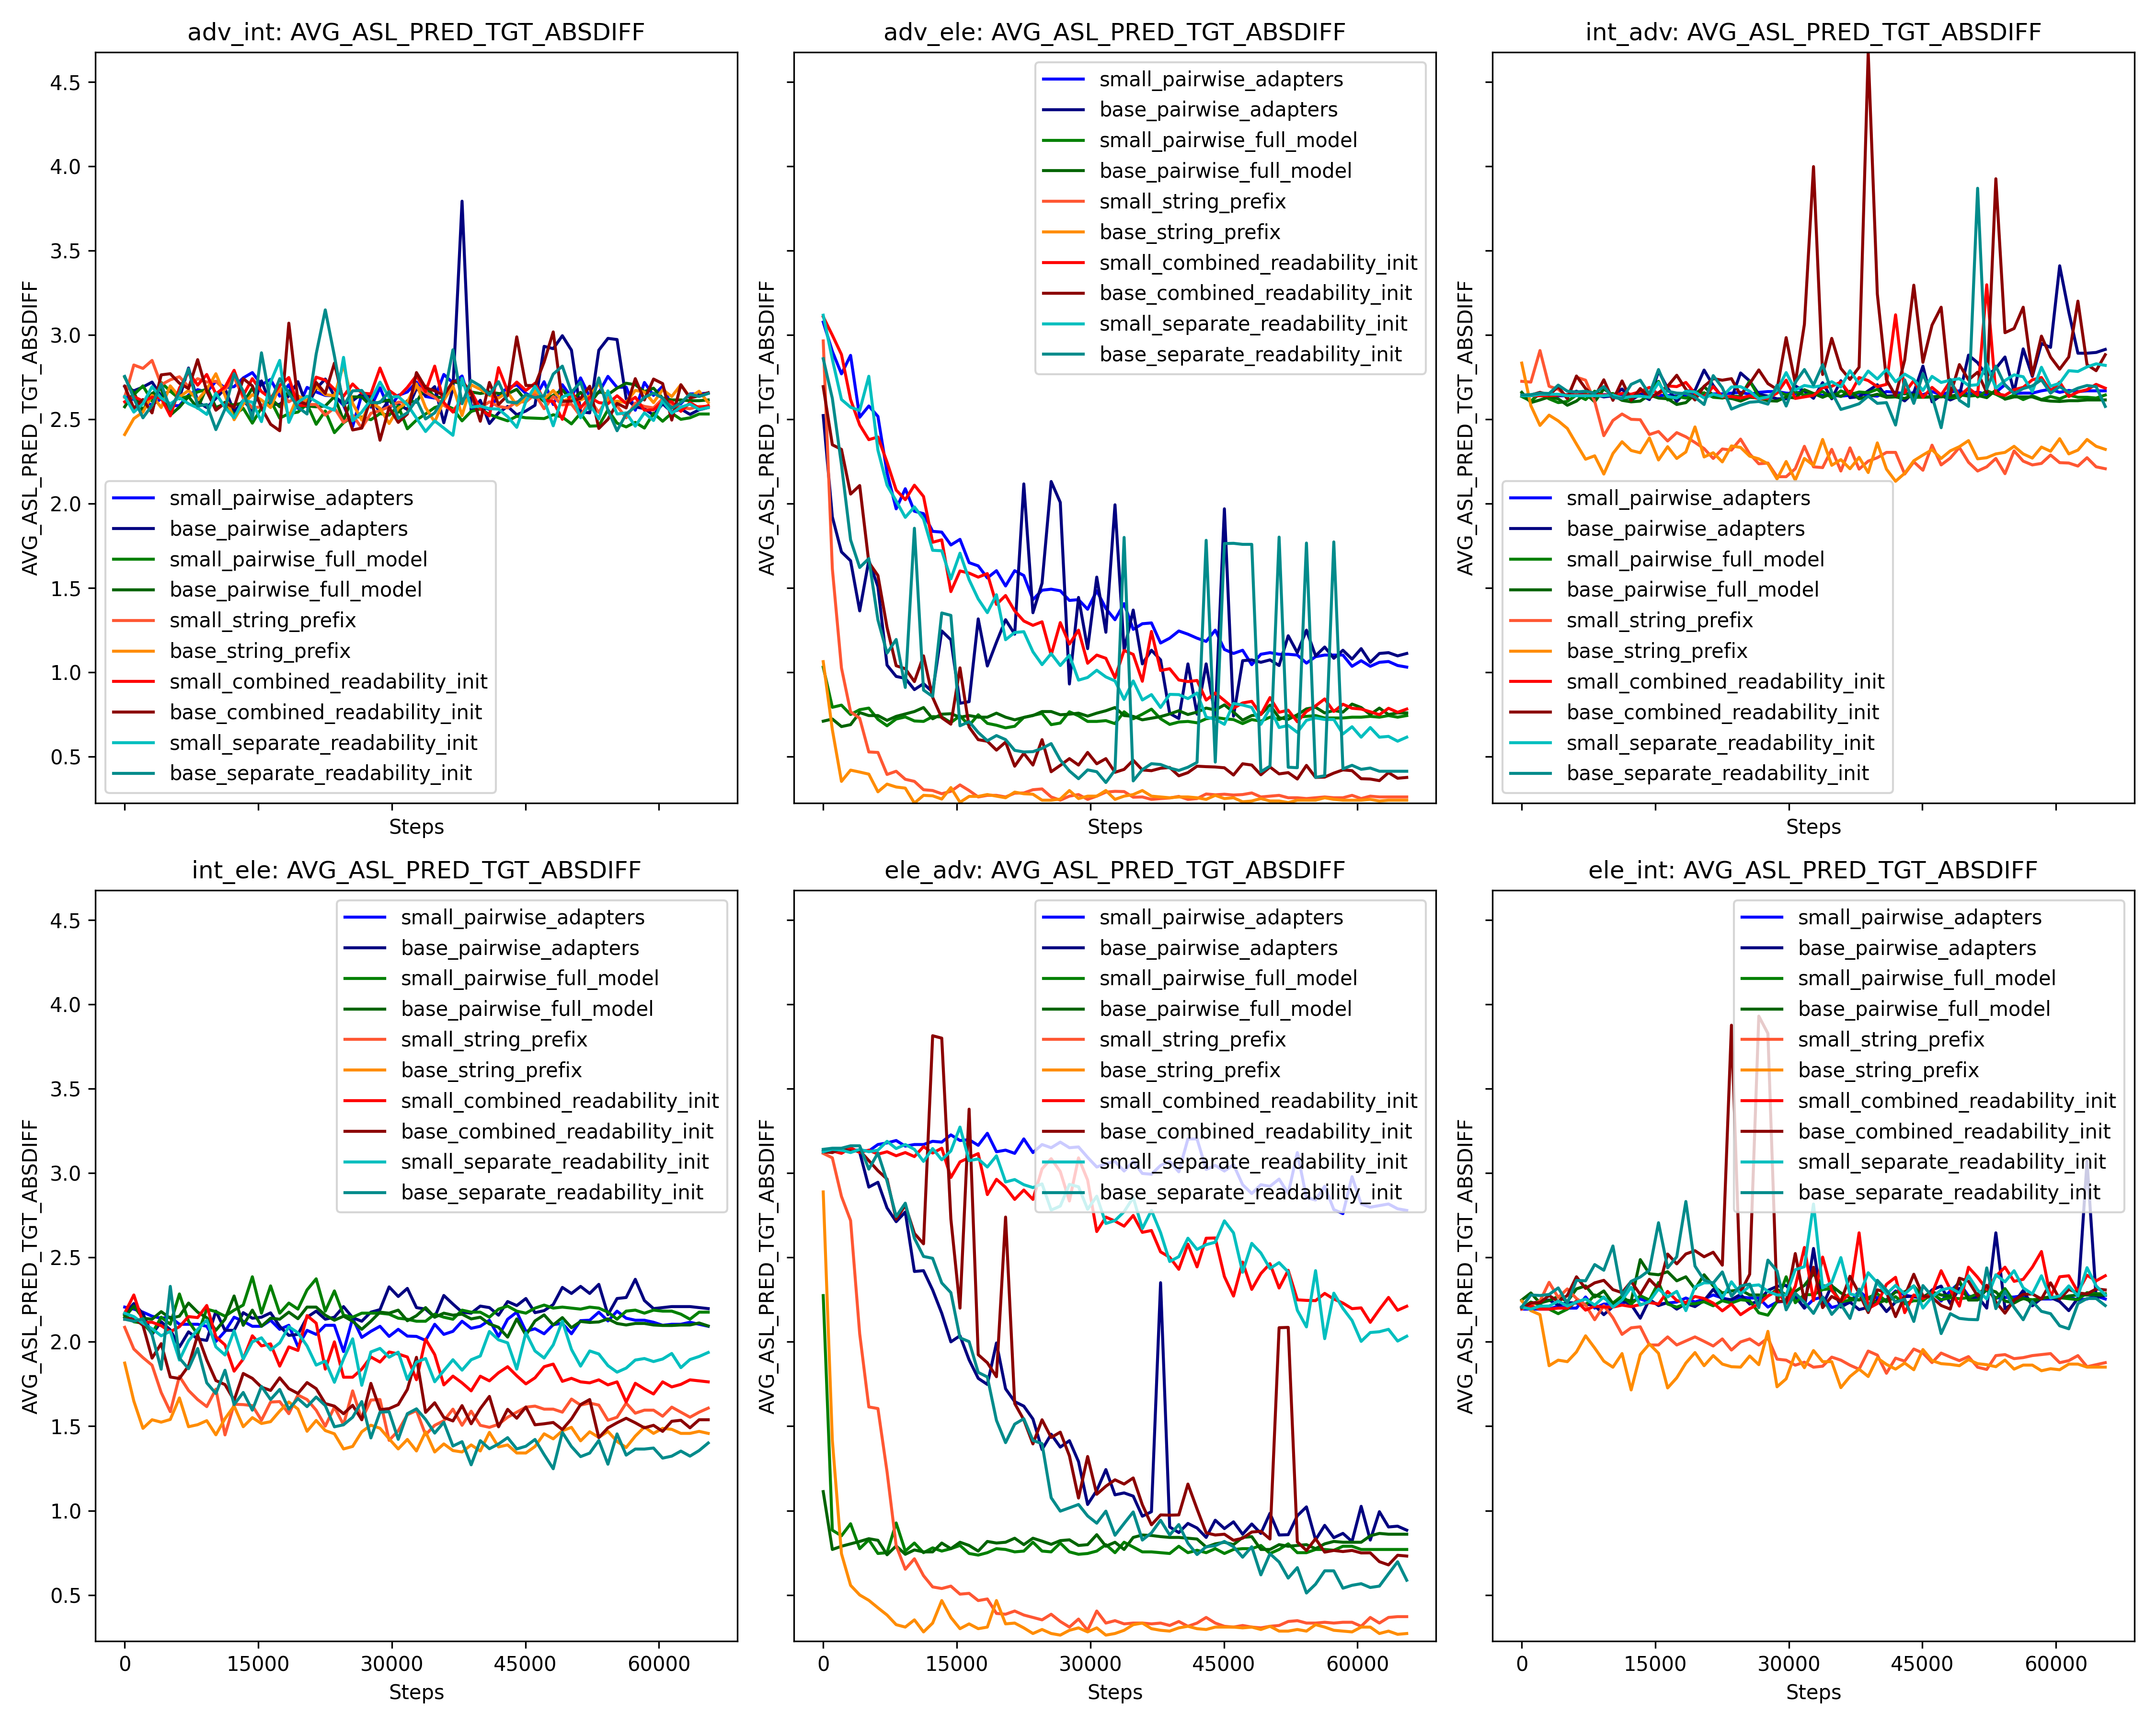 adv_int: AVG_ASL_PRED_TGT_ABSDIFF
AVG_ASL_PRED_TGT_ABSDIFF
4.5
4.0
3.5
3.0
2.5
2.0
1.5
1.0
0.5
small_pairwise_adapters
base_pairwise_adapters
small_pairwise_full_model
base_pairwise_full_model
small_string_prefix
base_string_prefix
small_combined_readability_init
base_combined_readability_init
small_separate_readability_init
base_separate_readability_init
Steps
adv_ele: AVG_ASL_PRED_TGT_ABSDIFF
AVG_ASL_PRED_TGT_ABSDIFF
small_pairwise_adapters
base_pairwise_adapters
small_pairwise_full_model
base_pairwise_full_model
small_string_prefix
base_string_prefix
small_combined_readability_init
base_combined_readability_init
small_separate_readability_init
base_separate_readability_init
Steps
int_adv: AVG_ASL_PRED_TGT_ABSDIFF
AVG_ASL_PRED_TGT_ABSDIFF
small_pairwise_adapters
base_pairwise_adapters
small_pairwise_full_model
base_pairwise_full_model
small_string_prefix
base_string_prefix
small_combined_readability_init
base_combined_readability_init
small_separate_readability_init
base_separate_readability_init
Steps
int_ele: AVG_ASL_PRED_TGT_ABSDIFF
AVG_ASL_PRED_TGT_ABSDIFF
4.5
4.0
3.5
3.0
2.5
2.0
1.5
1.0
0.5
small_pairwise_adapters
base_pairwise_adapters
small_pairwise_full_model
base_pairwise_full_model
small_string_prefix
base_string_prefix
small_combined_readability_init
base_combined_readability_init
small_separate_readability_init
base_separate_readability_init
0 15000 30000 45000 60000
Steps
ele_adv: AVG_ASL_PRED_TGT_ABSDIFF
AVG_ASL_PRED_TGT_ABSDIFF
small_pairwise_adapters
base_pairwise_adapters
small_pairwise_full_model
base_pairwise_full_model
small_string_prefix
base_string_prefix
small_combined_readability_init
base_combined_readability_init
small_separate_readability_init
base_separate_readability_init
0 15000 30000 45000 60000
Steps
ele_int: AVG_ASL_PRED_TGT_ABSDIFF
AVG_ASL_PRED_TGT_ABSDIFF
small_pairwise_adapters
base_pairwise_adapters
small_pairwise_full_model
base_pairwise_full_model
small_string_prefix
base_string_prefix
small_combined_readability_init
base_combined_readability_init
small_separate_readability_init
base_separate_readability_init
0 15000 30000 45000 60000
Steps